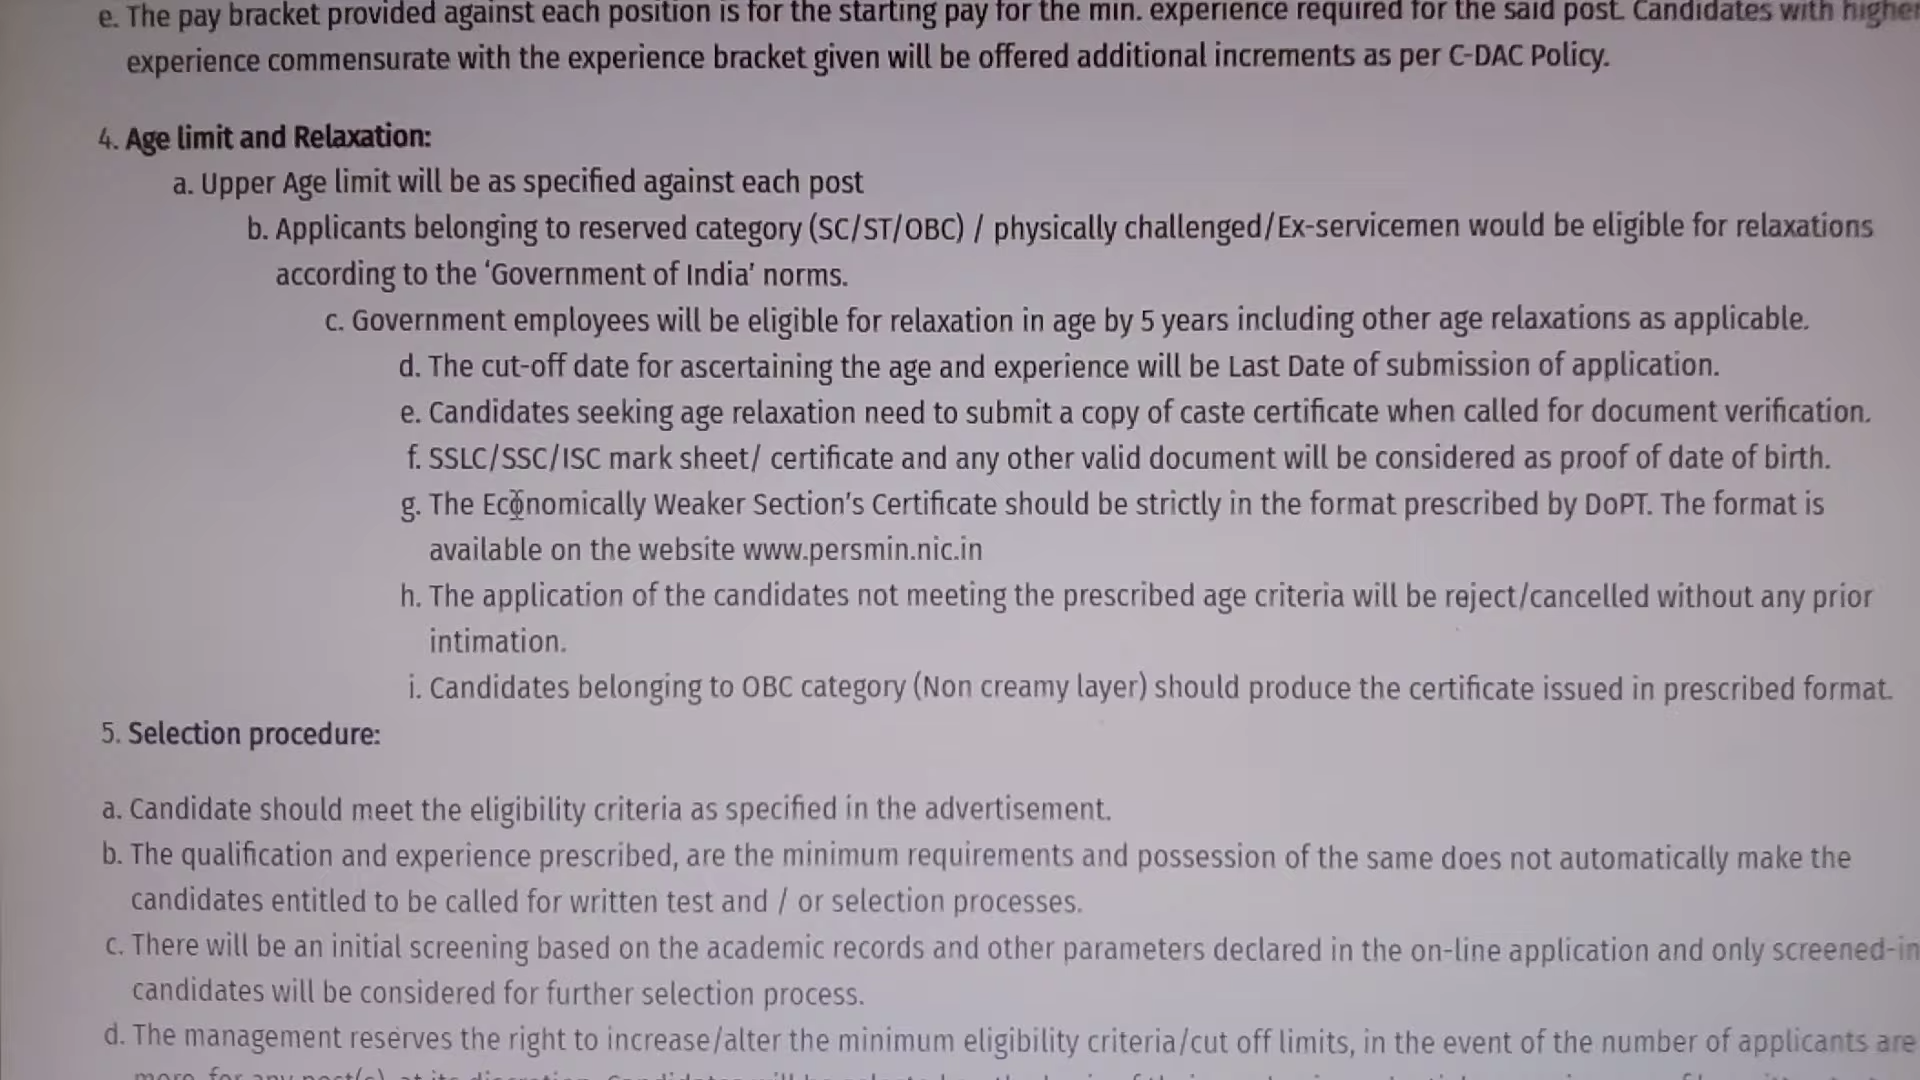 e. The pay bracket provided against each position is for the starting pay for the min. experience required for the said post. Candidates with higher
experience commensurate with the experience bracket given will be offered additional increments as per C-DAC Policy.
4. Age limit and Relaxation:
a. Upper Age limit will be as specified against each post
b. Applicants belonging to reserved category (SC/ST/OBC) / physically challenged/Ex-servicemen would be eligible for relaxations
according to the ‘Government of India’ norms.
c. Government employees will be eligible for relaxation in age by 5 years including other age relaxations as applicable.
d. The cut-off date for ascertaining the age and experience will be Last Date of submission of application.
e. Candidates seeking age relaxation need to submit a copy of caste certificate when called for document verification.
f. SSLC/SSC/ISC mark sheet/ certificate and any other valid document will be considered as proof of date of birth.
g. The Economically Weaker Section's Certificate should be strictly in the format prescribed by DoPT. The format is
available on the website www.persmin.nic.in
h. The application of the candidates not meeting the prescribed age criteria will be reject/cancelled without any prior
intimation.
i. Candidates belonging to OBC category (Non creamy layer) should produce the certificate issued in prescribed format.
5. Selection procedure:
a. Candidate should meet the eligibility criteria as specified in the advertisement.
b. The qualification and experience prescribed, are the minimum requirements and possession of the same does not automatically make the
candidates entitled to be called for written test and / or selection processes.
c. There will be an initial screening based on the academic records and other parameters declared in the on-line application and only screened-in
candidates will be considered for further selection process.
d. The management reserves the right to increase/alter the minimum eligibility criteria/cut off limits, in the event of the number of applicants are
more, for any post(s), at its discretion. Candidates will be